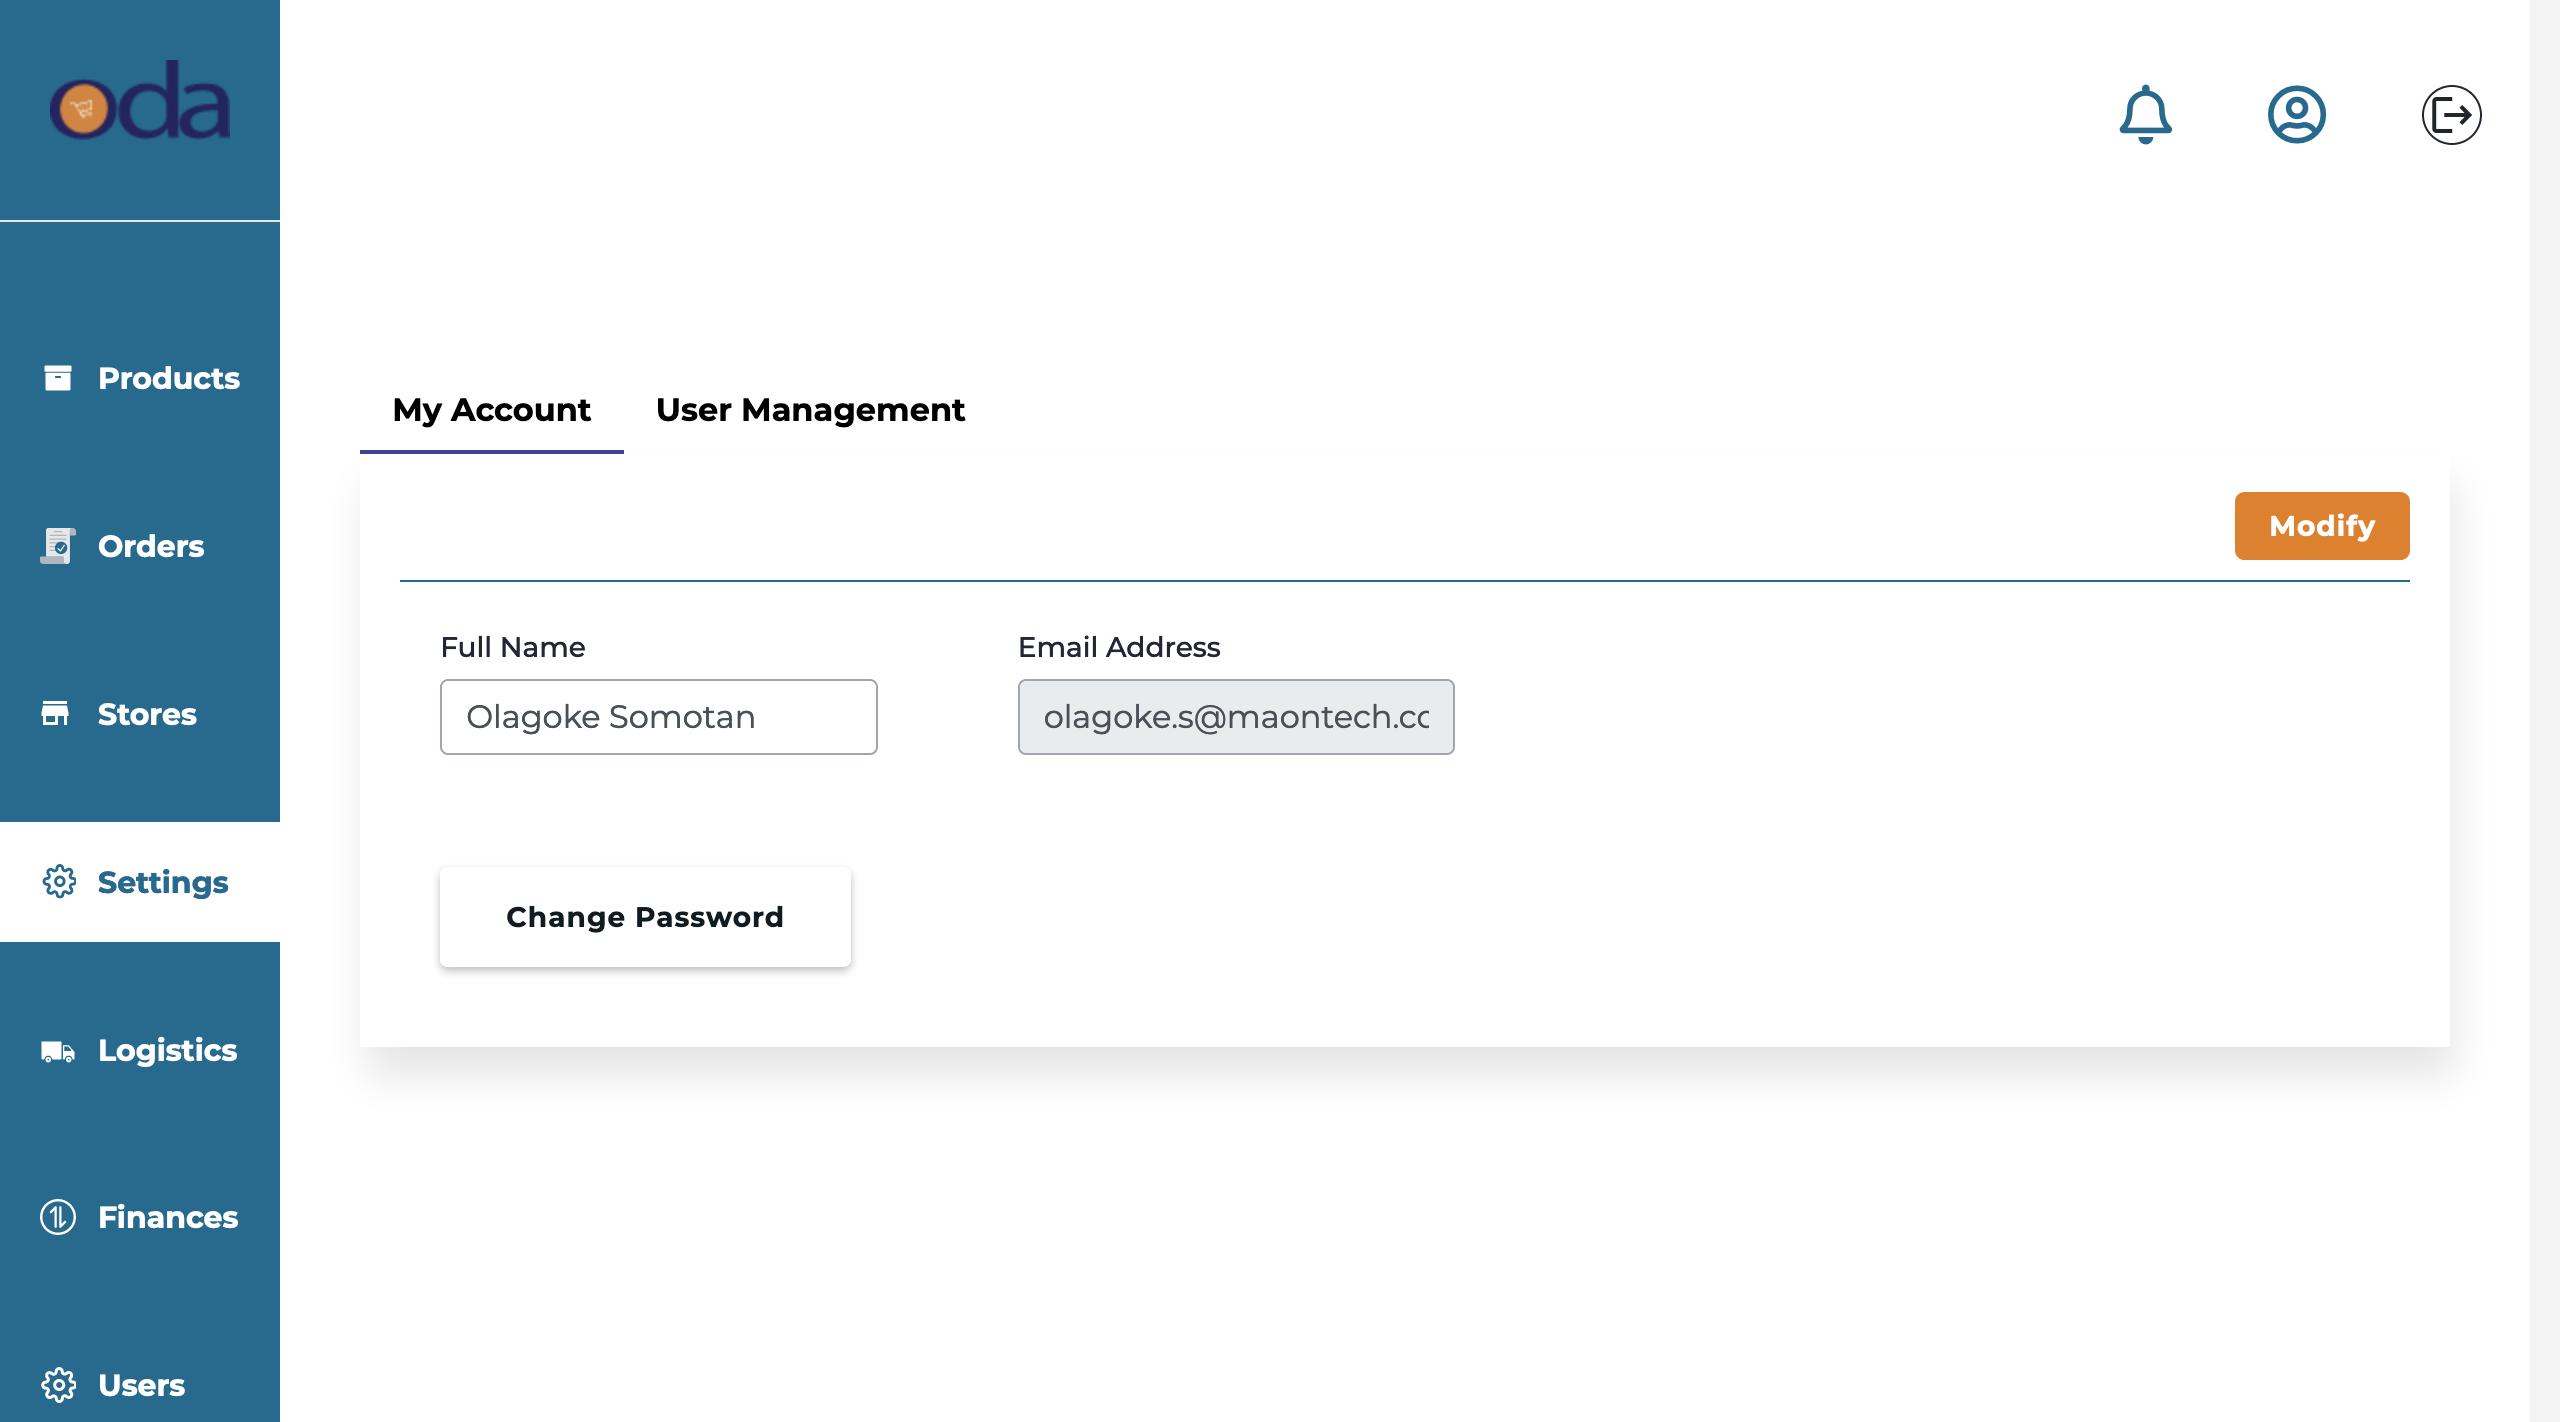 oda
Products
Orders
Stores
Settings
Logistics
Finances
Users
My Account
User Management
Modify
Full Name
Olagoke Somotan
Email Address
olagoke.s@maontech.cc
Change Password